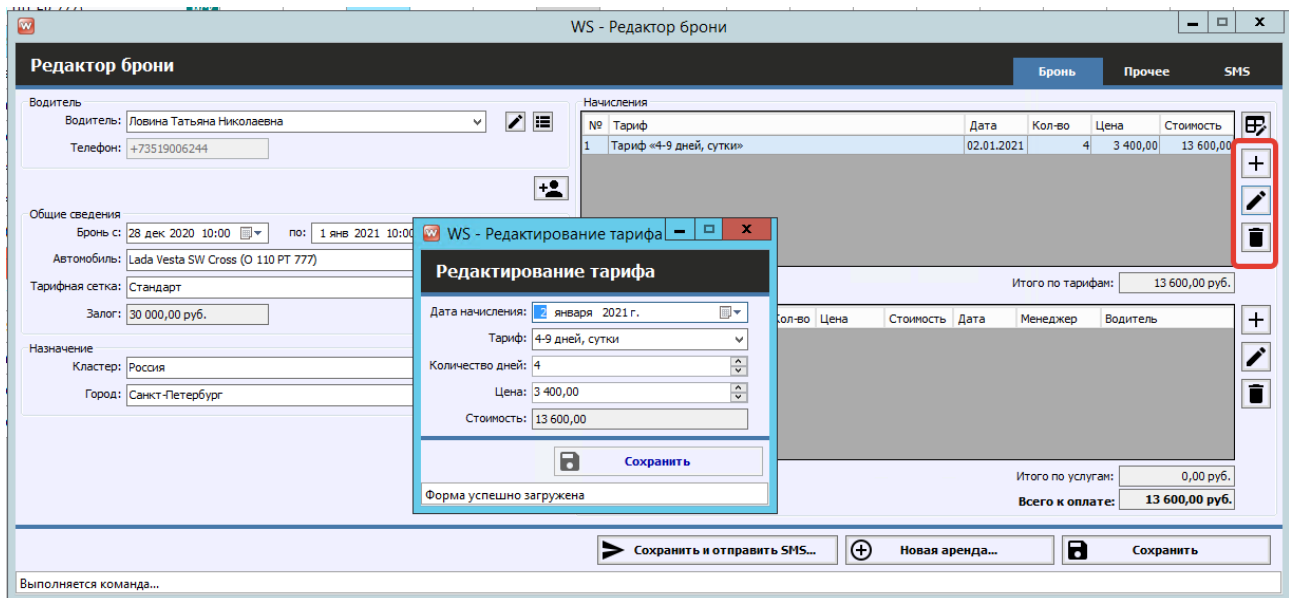 WS - Редактор брони
Редактор брони
Бронь Прочее SMS
Водитель
Водитель: Ловина Татьяна Николаевна
Телефон: +73519006244
Общие сведения
Бронь с: 28 дек 2020 10:00 по: 1 янв 2021 10:00
Автомобиль: Lada Vesta SW Cross (О 110 РТ 777)
Тарифная сетка: Стандарт
Залог: 30 000,00 руб.
Назначение
Кластер: Россия
Город: Санкт-Петербург
Начисления
№ Тариф Дата Кол-во Цена Стоимость
1 Тариф «4-9 дней, сутки» 02.01.2021 4 3 400,00 13 600,00
Итого по тарифам: 13 600,00 руб.
Кол-во Цена Стоимость Дата Менеджер Водитель
Итого по услугам: 0,00 руб.
Всего к оплате: 13 600,00 руб.
WS - Редактирование тарифа
Редактирование тарифа
Дата начисления: 2 января 2021 г.
Тариф: 4-9 дней, сутки
Количество дней: 4
Цена: 3 400,00
Стоимость: 13 600,00
Сохранить
Форма успешно загружена
Сохранить и отправить SMS... Новая аренда... Сохранить
Выполняется команда...